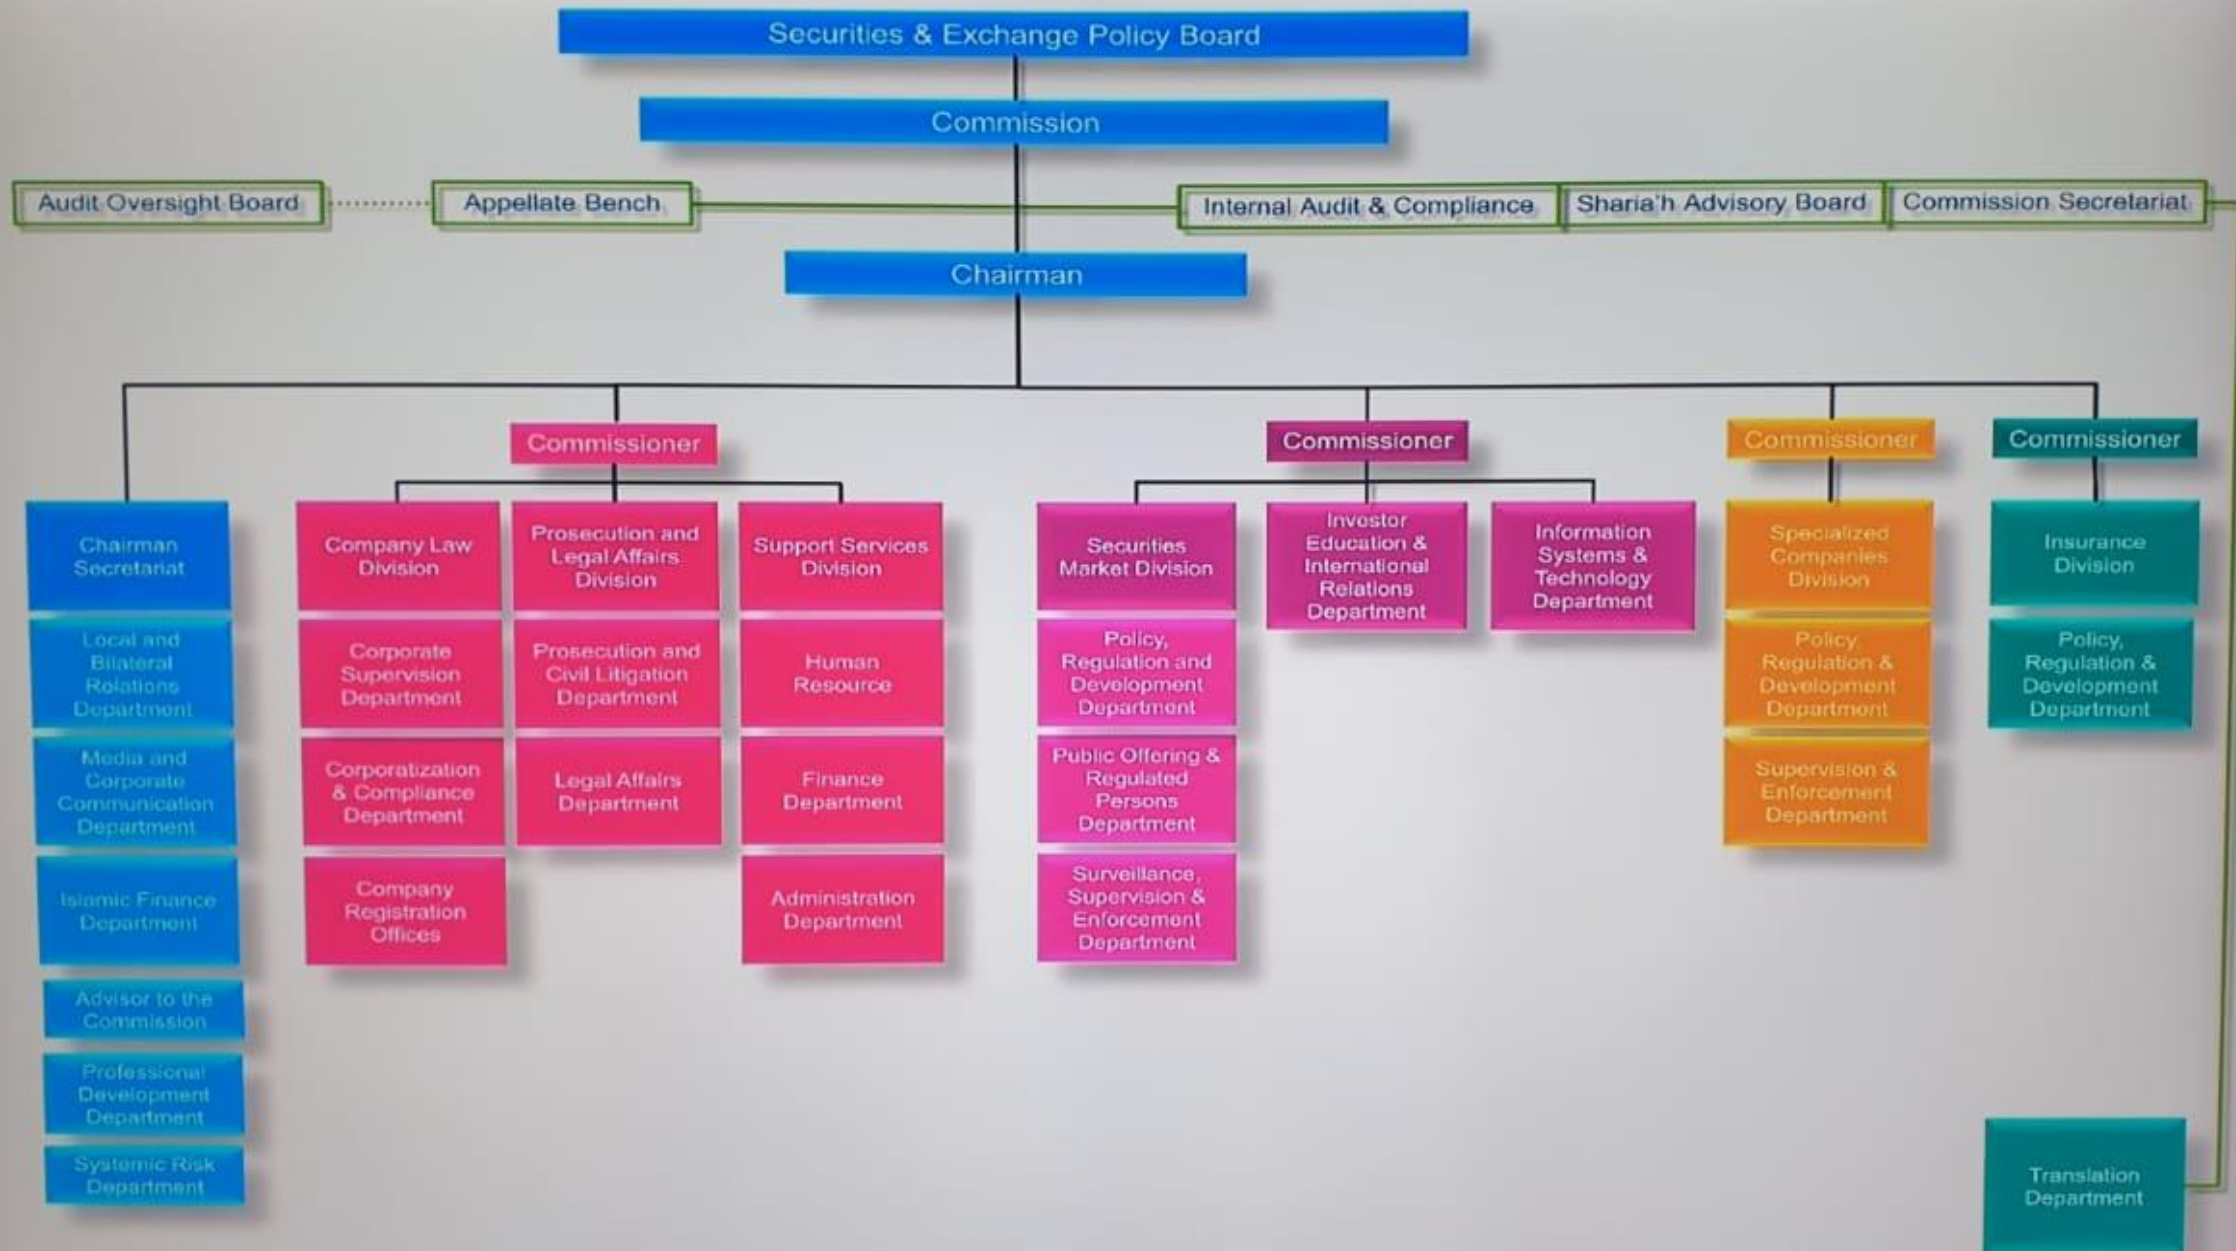 Securities & Exchange Policy Board
Commission
Audit Oversight Board
Appellate Bench
Internal Audit & Compliance
Sharia'h Advisory Board
Commission Secretariat
Chairman
Commissioner
Commissioner
Commissioner
Commissioner
Chairman
Secretariat
Local and
Bilateral
Relations
Department
Media and
Corporate
Communication
Department
Islamic Finance
Department
Advisor to the
Commission
Professional
Development
Department
Systemic Risk
Department
Company Law
Division
Corporate
Supervision
Department
Corporatization
& Compliance
Department
Company
Registration
Offices
Prosecution and
Legal Affairs
Division
Prosecution and
Civil Litigation
Department
Legal Affairs
Department
Support Services
Division
Human
Resource
Finance
Department
Administration
Department
Securities
Market Division
Policy,
Regulation and
Development
Department
Public Offering &
Regulated
Persons
Department
Surveillance,
Supervision &
Enforcement
Department
Investor
Education &
International
Relations
Department
Information
Systems &
Technology
Department
Specialized
Companies
Division
Policy
Regulation &
Development
Department
Supervision &
Enforcement
Department
Insurance
Division
Policy,
Regulation &
Development
Department
Translation
Department